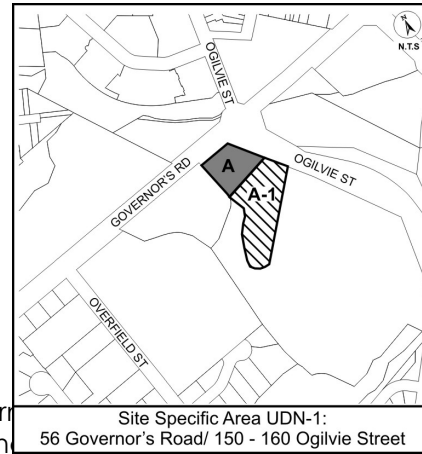 N
N.T.S
OGILVIE ST
GOVERNOR'S RD
A
OGILVIE ST
A-1
OVERFIELD ST
Site Specific Area UDN-1:
56 Governor's Road/ 150 - 160 Ogilvie Street